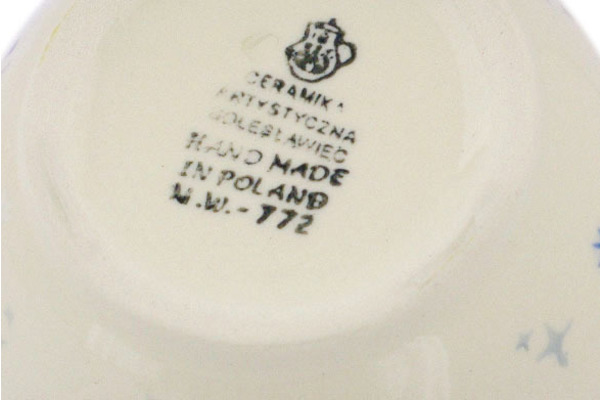 CERAMIKA
ARTYSTYCZNA
BOLESŁAWIEC
HAND MADE
IN POLAND
M.W.- 772